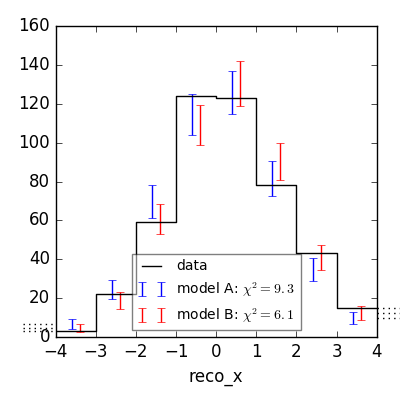 160
140
120
100
80
60
40
20
0
data
model A: χ² = 9.3
model B: χ² = 6.1
−4 −3 −2 −1 0 1 2 3 4
reco_x